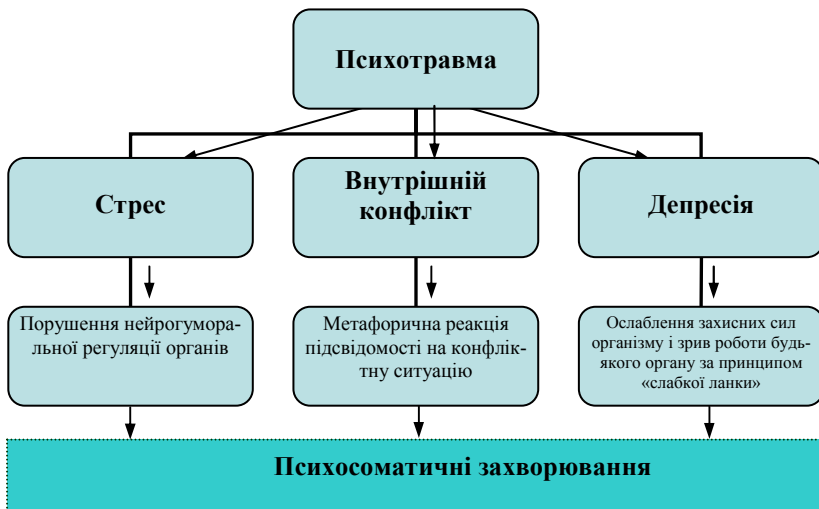 Психотравма
Стрес
Внутрішній
конфлікт
Депресія
Порушення нейрогумора-
льної регуляції органів
Метафорична реакція
підсвідомості на конфлік-
тну ситуацію
Ослаблення захисних сил
організму і зрив роботи будь-
якого органу за принципом
«слабкої ланки»
Психосоматичні захворювання